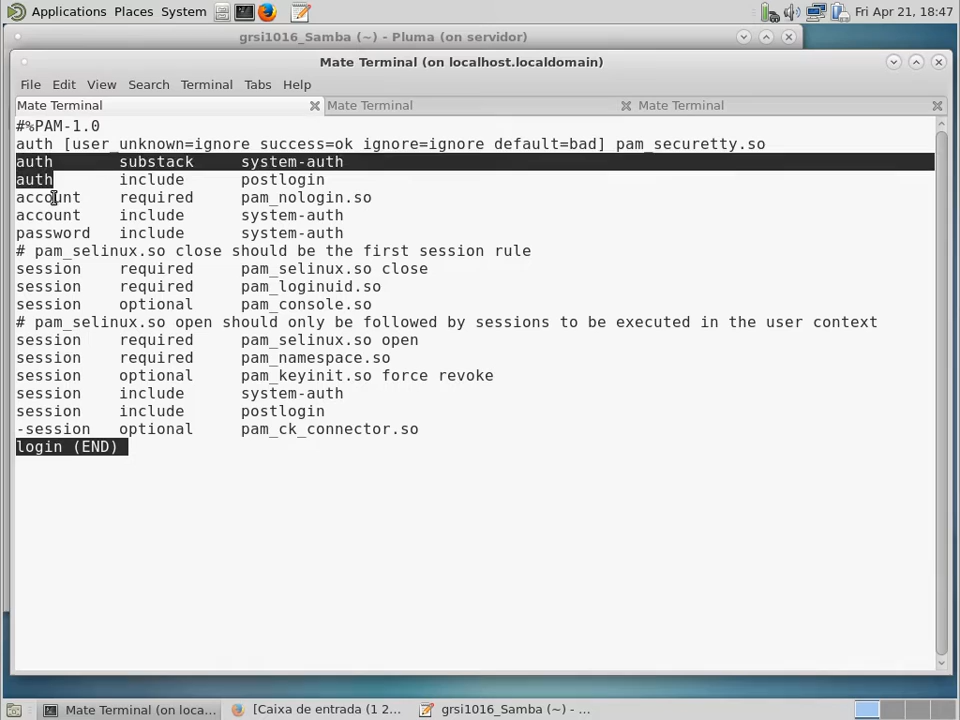 Applications Places System
Fri Apr 21, 18:47
grsi1016_Samba (~) - Pluma (on servidor)
Mate Terminal (on localhost.localdomain)
File Edit View Search Terminal Tabs Help
Mate Terminal Mate Terminal Mate Terminal
#%PAM-1.0
auth [user_unknown=ignore success=ok ignore=ignore default=bad] pam_securetty.so
auth substack system-auth
auth include postlogin
account required pam_nologin.so
account include system-auth
password include system-auth
# pam_selinux.so close should be the first session rule
session required pam_selinux.so close
session required pam_loginuid.so
session optional pam_console.so
# pam_selinux.so open should only be followed by sessions to be executed in the user context
session required pam_selinux.so open
session required pam_namespace.so
session optional pam_keyinit.so force revoke
session include system-auth
session include postlogin
-session optional pam_ck_connector.so
login (END)
Mate Terminal (on loca... [Caixa de entrada (1 2... grsi1016_Samba (~) - ...